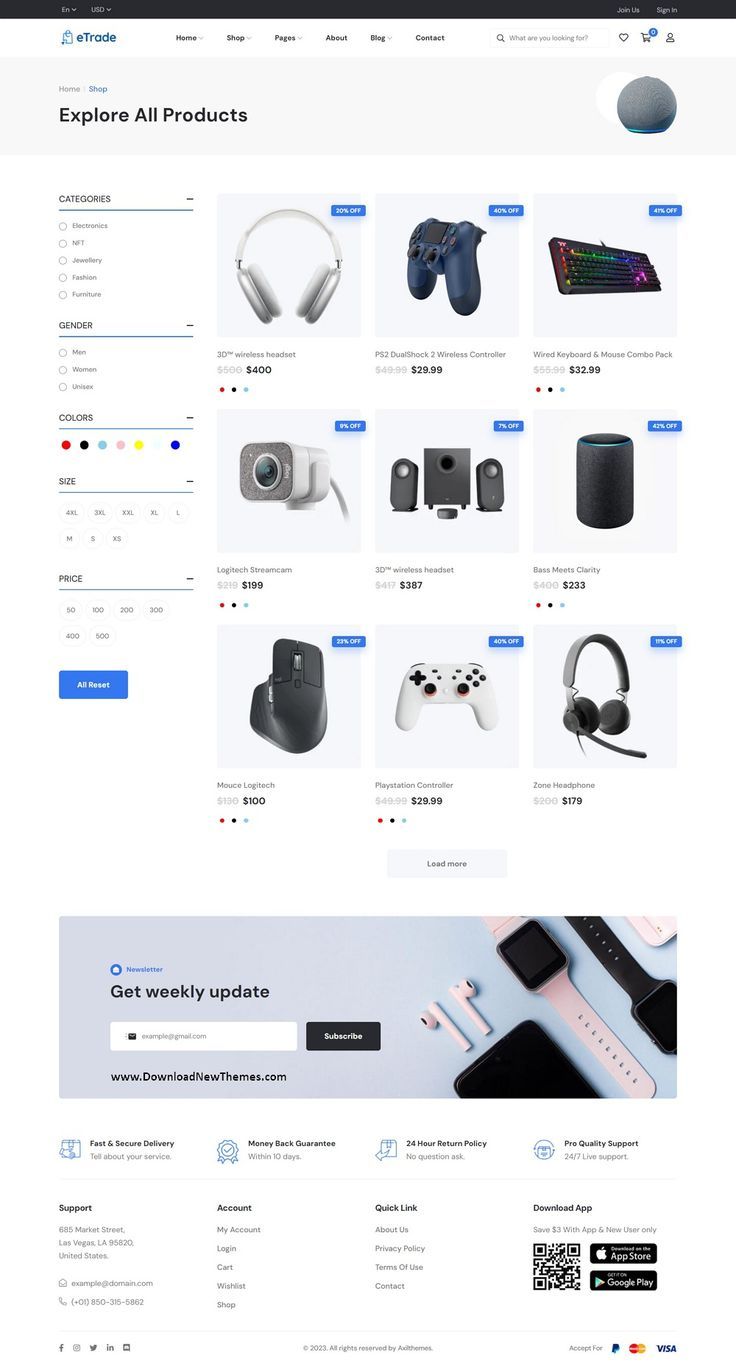 En USD Join Us Sign In
eTrade Home Shop Pages About Blog Contact What are you looking for? 0
Home Shop
Explore All Products
CATEGORIES
Electronics
NFT
Jewellery
Fashion
Furniture
GENDER
Men
Women
Unisex
COLORS
SIZE
4XL 3XL XXL XL L
M S XS
PRICE
50 100 200 300
400 500
All Reset
20% OFF
3D™ wireless headset
$500 $400
40% OFF
PS2 DualShock 2 Wireless Controller
$49.99 $29.99
41% OFF
Wired Keyboard & Mouse Combo Pack
$55.99 $32.99
9% OFF
logi
Logitech Streamcam
$219 $199
7% OFF
3D™ wireless headset
$417 $387
42% OFF
Bass Meets Clarity
$400 $233
23% OFF
Mouce Logitech
$130 $100
40% OFF
Playstation Controller
$49.99 $29.99
11% OFF
Zone Headphone
$200 $179
Load more
Newsletter
Get weekly update
example@gmail.com Subscribe
www.DownloadNewThemes.com
Fast & Secure Delivery
Tell about your service.
Money Back Guarantee
Within 10 days.
24 Hour Return Policy
No question ask.
Pro Quality Support
24/7 Live support.
Support
685 Market Street,
Las Vegas, LA 95820,
United States.
example@domain.com
(+01) 850-315-5862
Account
My Account
Login
Cart
Wishlist
Shop
Quick Link
About Us
Privacy Policy
Terms Of Use
Contact
Download App
Save $3 With App & New User only
Download on the
App Store
GET IT ON
Google Play
© 2023. All rights reserved by Axilthemes.
Accept For VISA